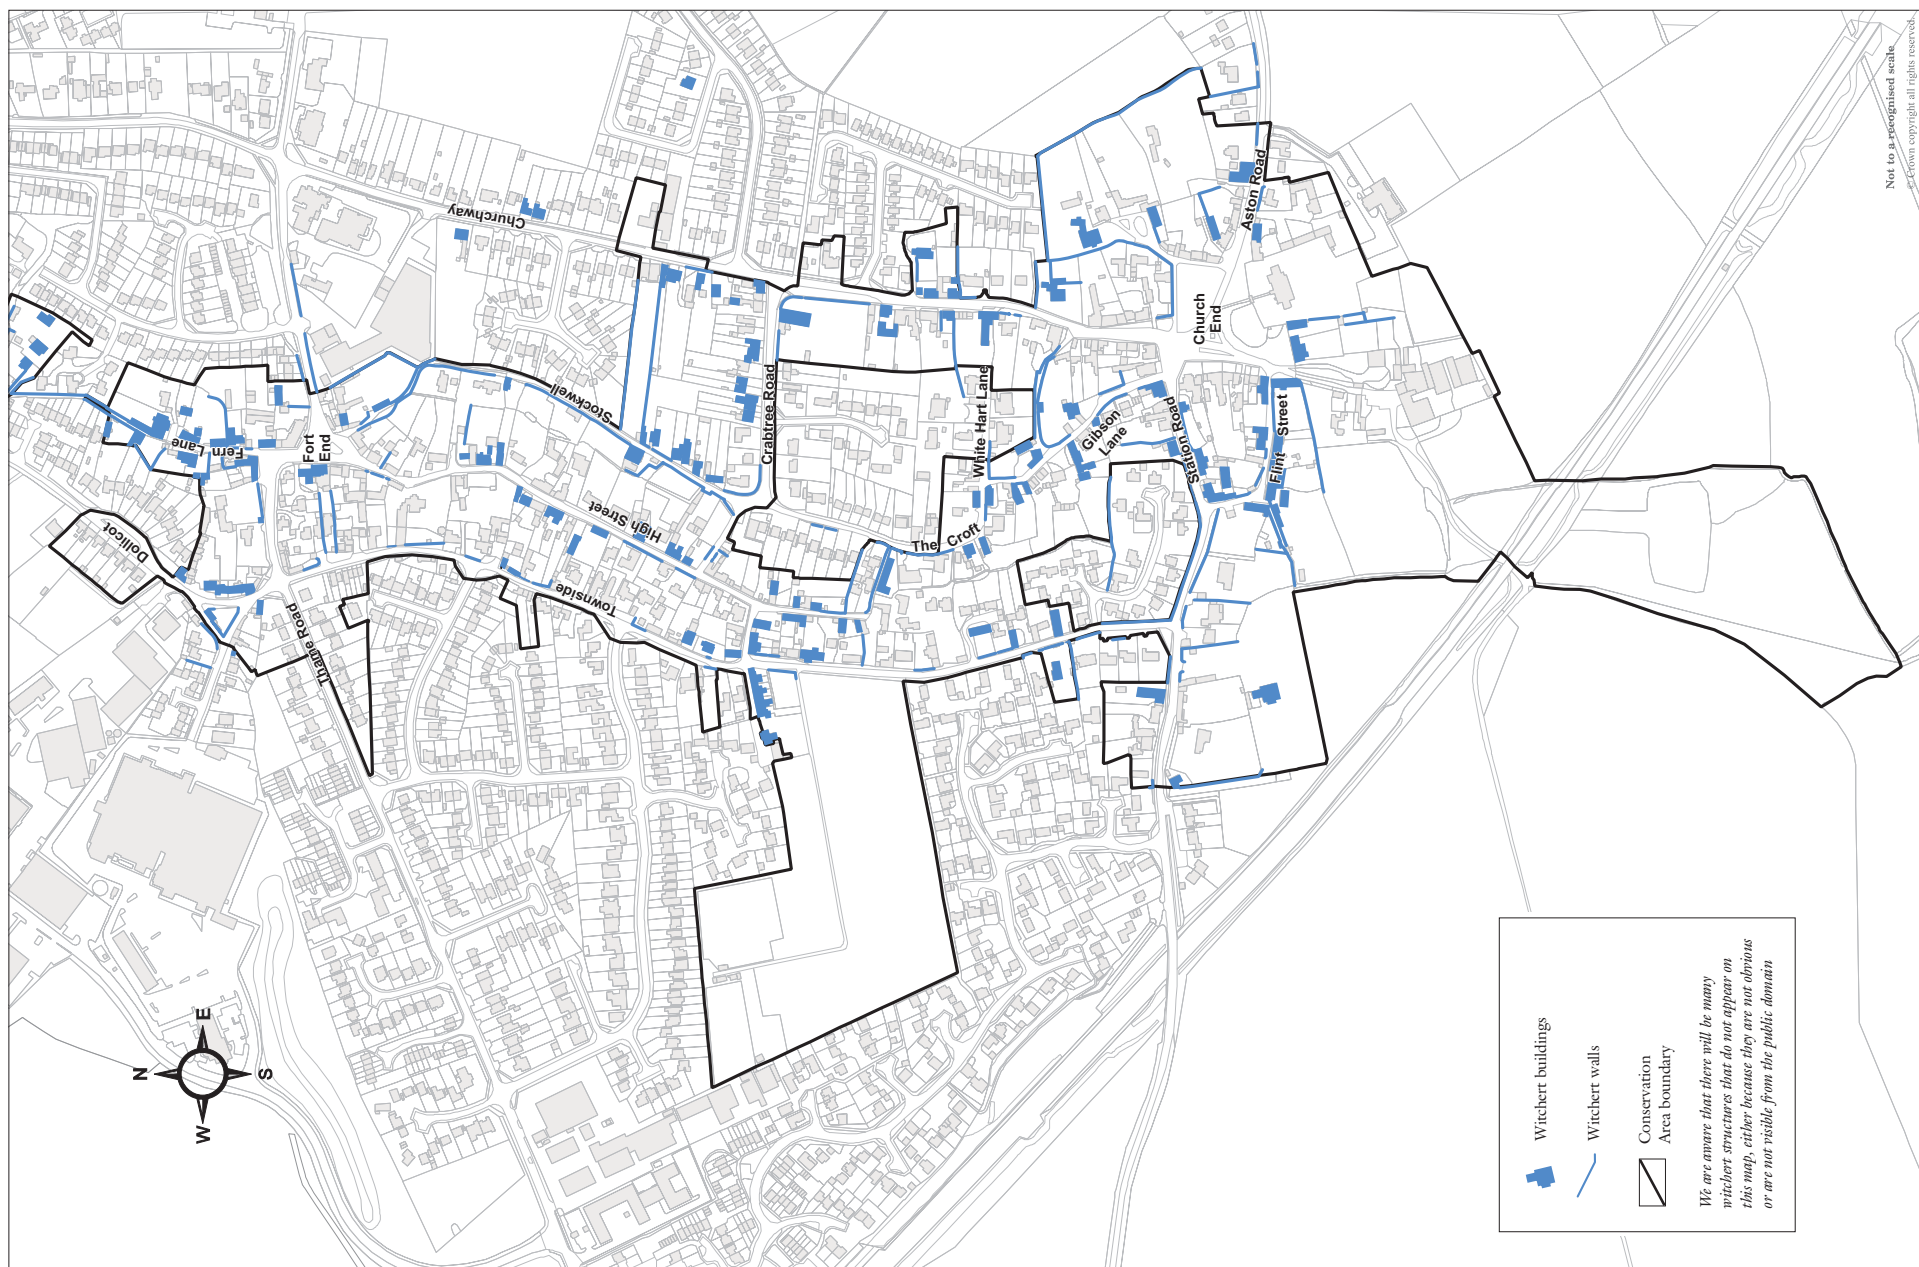 Dollicot
Fern Lane
Fort
End
Thame Road
Churchway
Stockwell
High Street
Townside
Crabtree Road
White Hart Lane
The Croft
Gibson
Lane
Station Road
Flint Street
Church
End
Aston Road
N
E
S
W
Witchert buildings
Witchert walls
Conservation
Area boundary
We are aware that there will be many
witchert structures that do not appear on
this map, either because they are not obvious
or are not visible from the public domain
Not to a recognised scale
© Crown copyright all rights reserved.